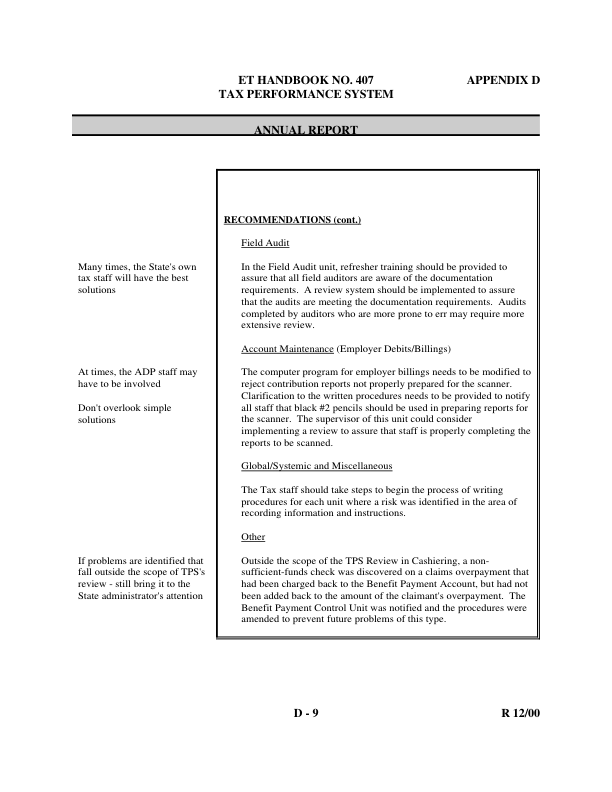 ET HANDBOOK NO. 407
APPENDIX D
TAX PERFORMANCE SYSTEM
ANNUAL REPORT
RECOMMENDATIONS (cont.)
Field Audit
Many times, the State's own
tax staff will have the best
solutions
In the Field Audit unit, refresher training should be provided to
assure that all field auditors are aware of the documentation
requirements.  A review system should be implemented to assure
that the audits are meeting the documentation requirements.  Audits
completed by auditors who are more prone to err may require more
extensive review.
Account Maintenance (Employer Debits/Billings)
At times, the ADP staff may
have to be involved
Don't overlook simple
solutions
The computer program for employer billings needs to be modified to
reject contribution reports not properly prepared for the scanner.
Clarification to the written procedures needs to be provided to notify
all staff that black #2 pencils should be used in preparing reports for
the scanner.  The supervisor of this unit could consider
implementing a review to assure that staff is properly completing the
reports to be scanned.
Global/Systemic and Miscellaneous
The Tax staff should take steps to begin the process of writing
procedures for each unit where a risk was identified in the area of
recording information and instructions.
Other
If problems are identified that
fall outside the scope of TPS's
review - still bring it to the
State administrator's attention
Outside the scope of the TPS Review in Cashiering, a non-
sufficient-funds check was discovered on a claims overpayment that
had been charged back to the Benefit Payment Account, but had not
been added back to the amount of the claimant's overpayment.  The
Benefit Payment Control Unit was notified and the procedures were
amended to prevent future problems of this type.
D - 9
R 12/00